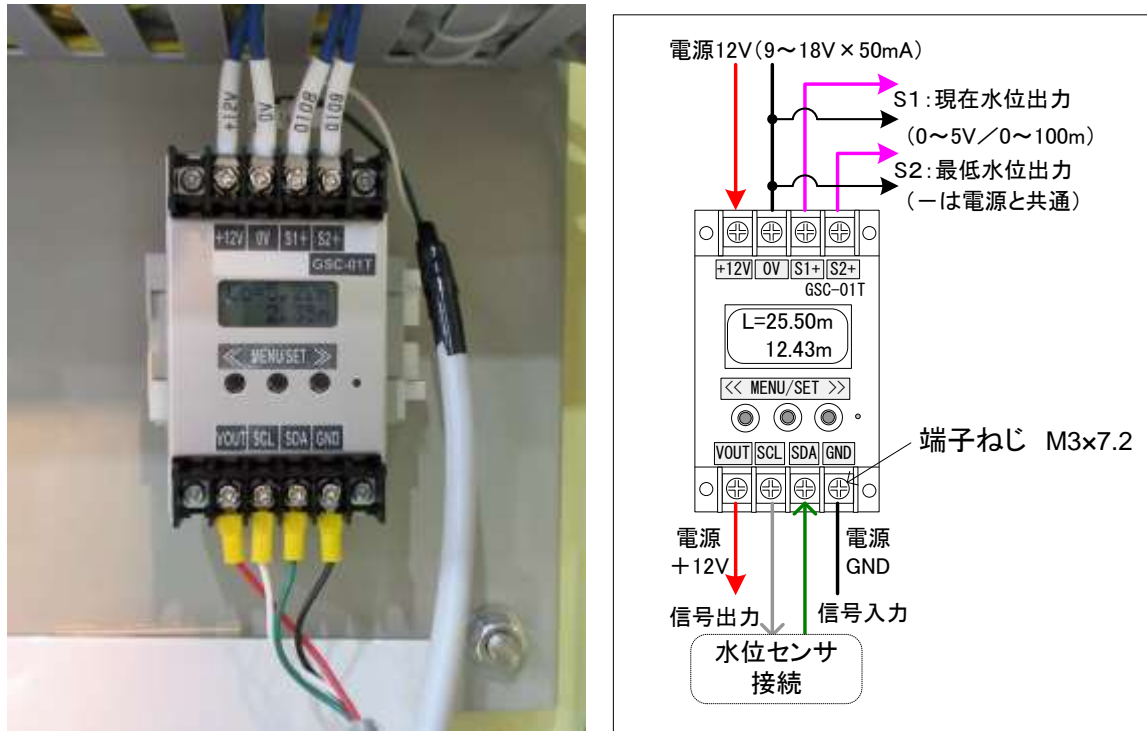 +12V
0V
0108
0109
+12V 0V S1+ S2+
GSC-01T
≪ MENU/SET ≫
VOUT SCL SDA GND
電源12V(9～18V×50mA)
S1:現在水位出力
(0～5V／0～100m)
S2:最低水位出力
(－は電源と共通)
+12V 0V S1+ S2+
GSC-01T
L=25.50m
12.43m
<< MENU/SET >>
VOUT SCL SDA GND
端子ねじ M3×7.2
電源 電源
＋12V GND
信号出力 信号入力
水位センサ
接続